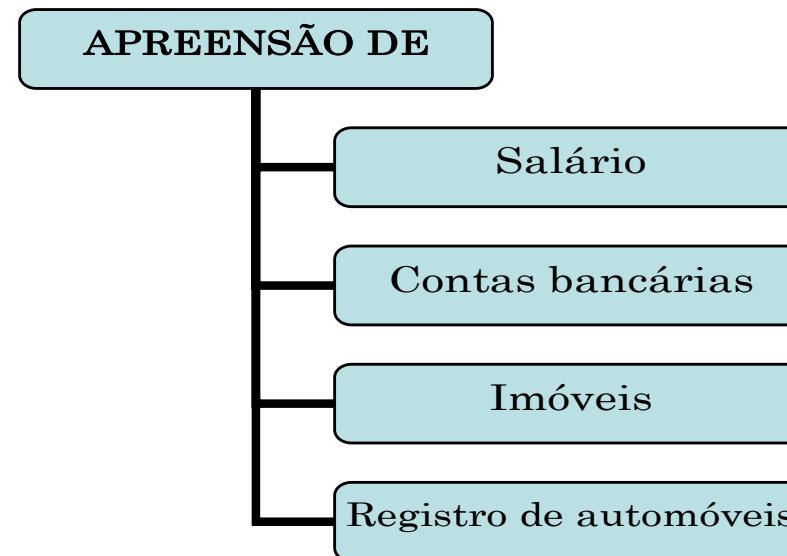 APREENSÃO DE
Salário
Contas bancárias
Imóveis
Registro de automóveis